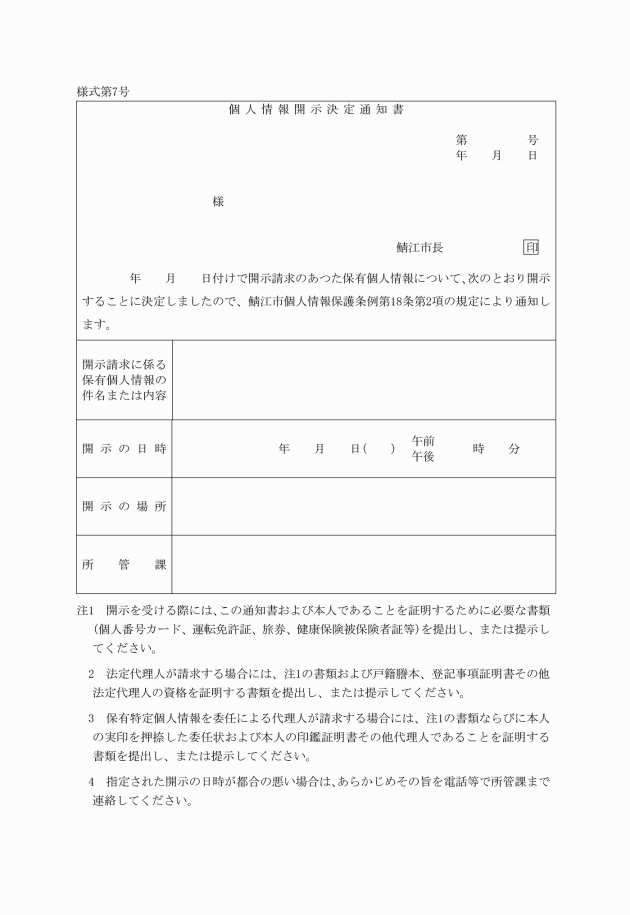 様式第7号
個人情報開示決定通知書
第　　　　　号
年　　月　　日
様
鯖江市長　　　　　　　印
年　　月　　日付けで開示請求のあつた保有個人情報について、次のとおり開示
することに決定しましたので、鯖江市個人情報保護条例第18条第2項の規定により通知し
ます。
開示請求に係る
保有個人情報の
件名または内容
開示の日時
年　　月　　日(　　)　午前　　　時　　分
午後
開示の場所
所　管　課
注1　開示を受ける際には、この通知書および本人であることを証明するために必要な書類
(個人番号カード、運転免許証、旅券、健康保険被保険者証等)を提出し、または提示し
てください。
2　法定代理人が請求する場合には、注1の書類および戸籍謄本、登記事項証明書その他
法定代理人の資格を証明する書類を提出し、または提示してください。
3　保有特定個人情報を委任による代理人が請求する場合には、注1の書類ならびに本人
の実印を押捺した委任状および本人の印鑑証明書その他代理人であることを証明する
書類を提出し、または提示してください。
4　指定された開示の日時が都合の悪い場合は、あらかじめその旨を電話等で所管課まで
連絡してください。